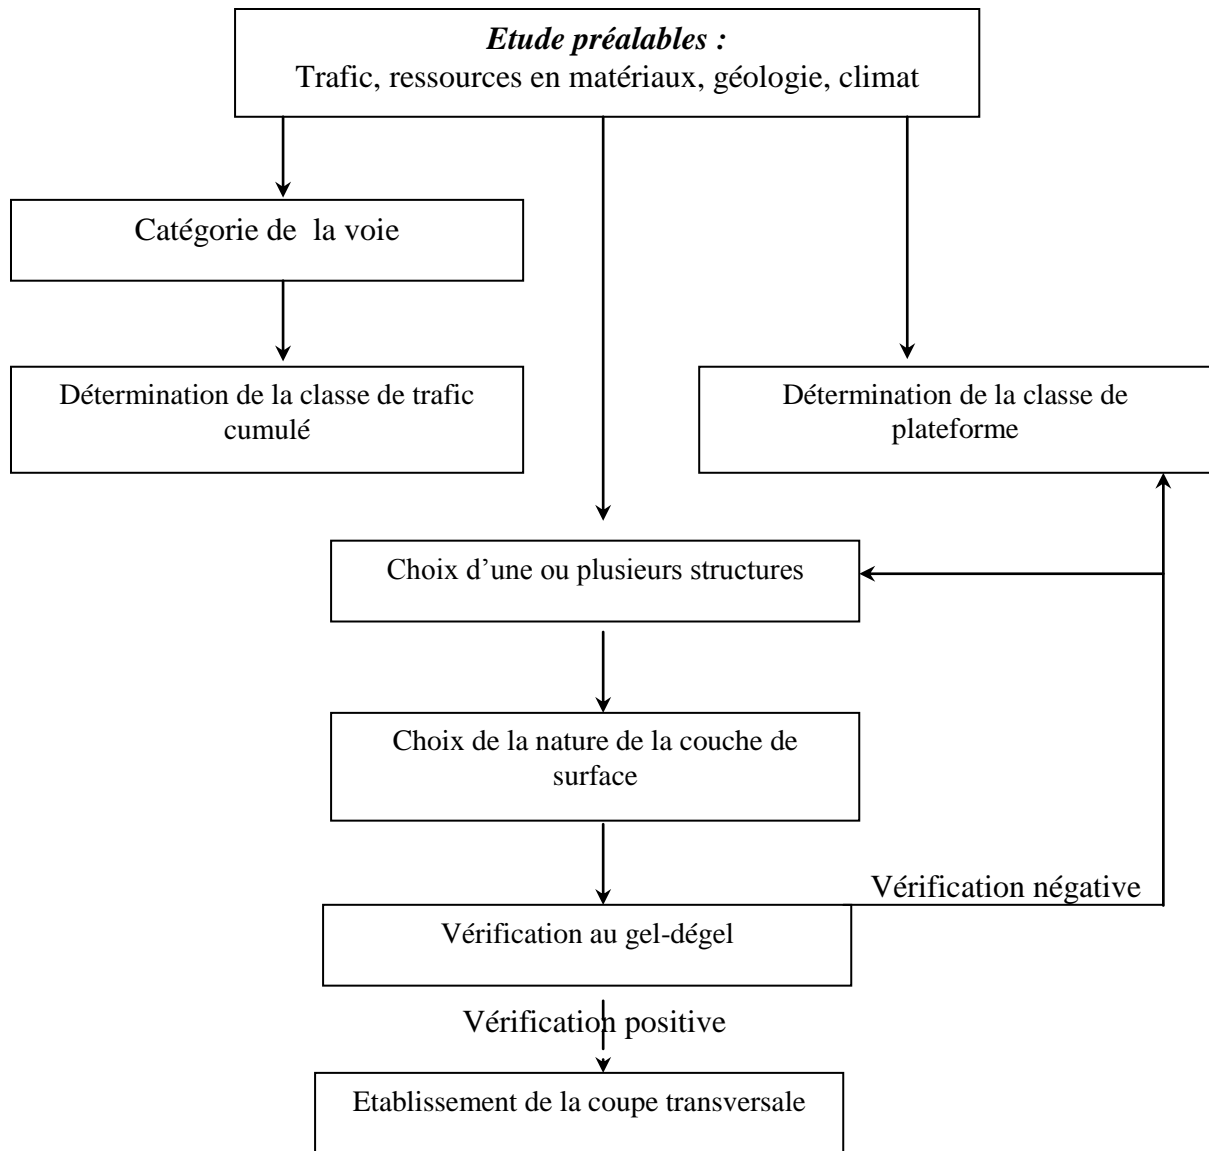 Etude préalables :
Trafic, ressources en matériaux, géologie, climat
Catégorie de la voie
Détermination de la classe de trafic
cumulé
Détermination de la classe de
plateforme
Choix d’une ou plusieurs structures
Choix de la nature de la couche de
surface
Vérification négative
Vérification au gel-dégel
Vérification positive
Etablissement de la coupe transversale